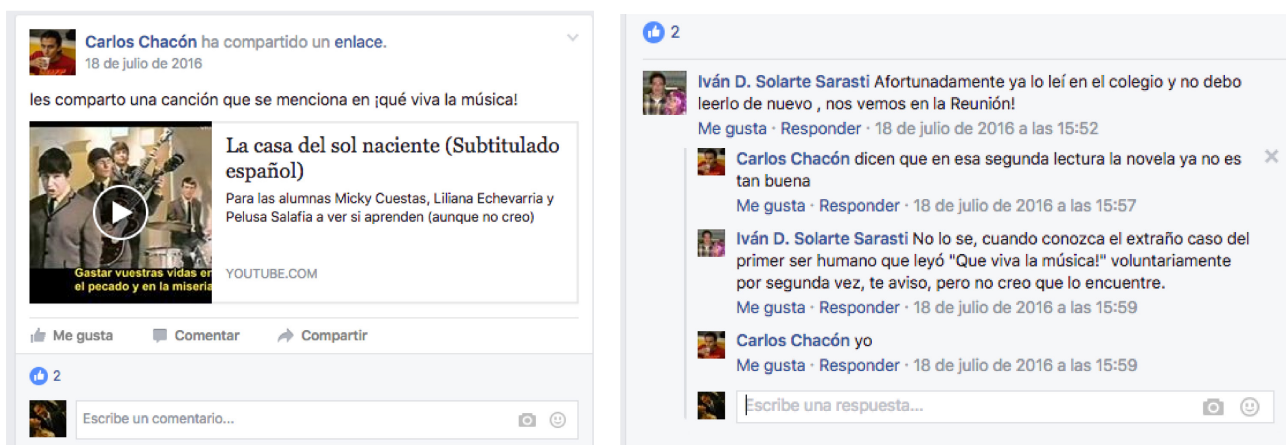 Carlos Chacón ha compartido un enlace.
18 de julio de 2016
les comparto una canción que se menciona en ¡qué viva la música!
La casa del sol naciente (Subtitulado
español)
Para las alumnas Micky Cuestas, Liliana Echevarria y
Pelusa Salafia a ver si aprenden (aunque no creo)
YOUTUBE.COM
Gastar vuestras vidas en
el pecado y en la miseria
Me gusta Comentar Compartir
2
Escribe un comentario...
2
Iván D. Solarte Sarasti Afortunadamente ya lo leí en el colegio y no debo
leerlo de nuevo , nos vemos en la Reunión!
Me gusta · Responder · 18 de julio de 2016 a las 15:52
Carlos Chacón dicen que en esa segunda lectura la novela ya no es
tan buena
Me gusta · Responder · 18 de julio de 2016 a las 15:57
Iván D. Solarte Sarasti No lo se, cuando conozca el extraño caso del
primer ser humano que leyó "Que viva la música!" voluntariamente
por segunda vez, te aviso, pero no creo que lo encuentre.
Me gusta · Responder · 18 de julio de 2016 a las 15:59
Carlos Chacón yo
Me gusta · Responder · 18 de julio de 2016 a las 15:59
Escribe una respuesta...